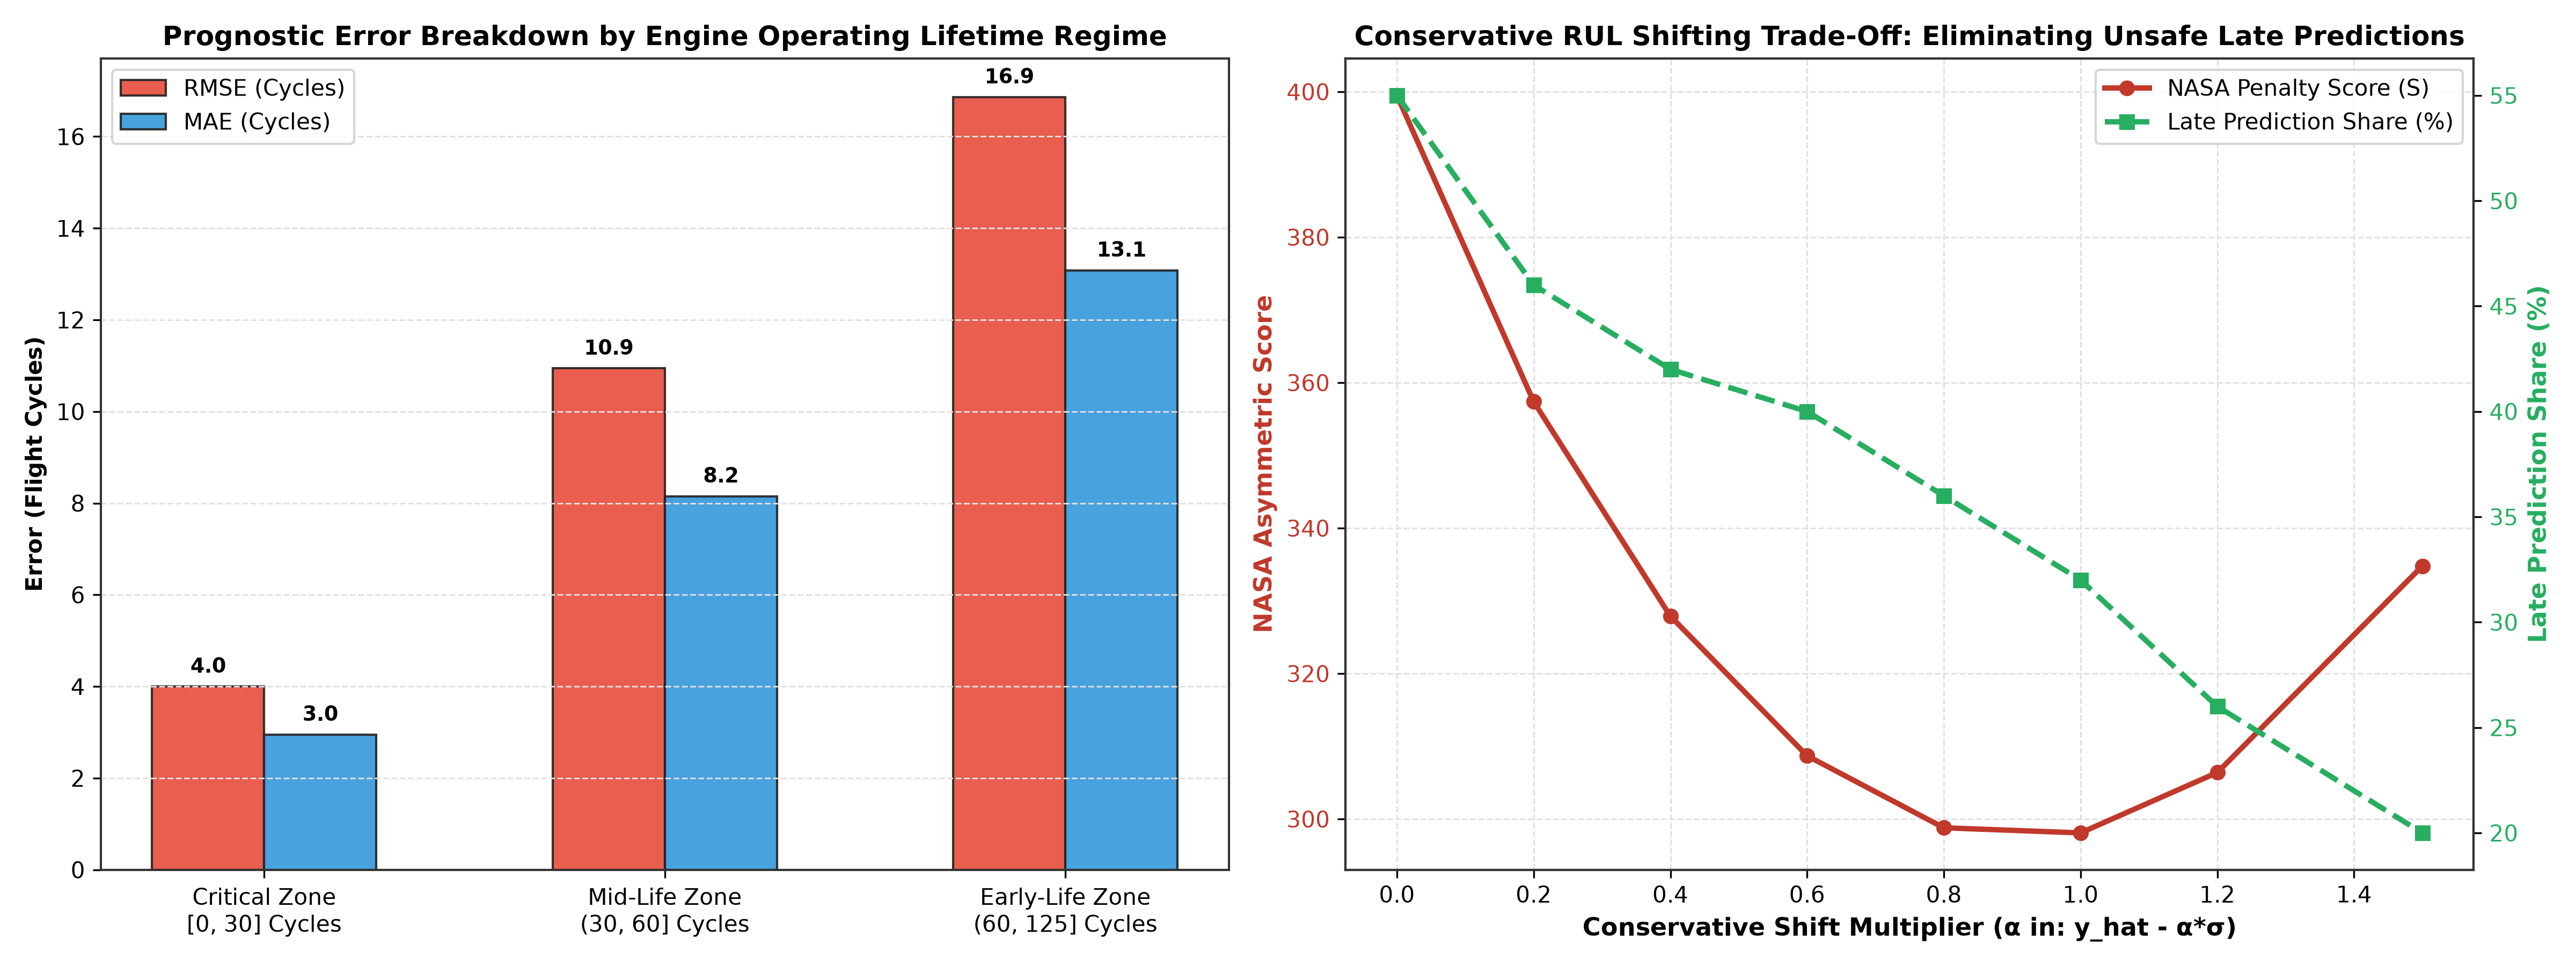 Prognostic Error Breakdown by Engine Operating Lifetime Regime
RMSE (Cycles)
MAE (Cycles)
Error (Flight Cycles)
16
14
12
10
8
6
4
2
0
4.0
3.0
10.9
8.2
16.9
13.1
Critical Zone
[0, 30] Cycles
Mid-Life Zone
(30, 60] Cycles
Early-Life Zone
(60, 125] Cycles
Conservative RUL Shifting Trade-Off: Eliminating Unsafe Late Predictions
NASA Penalty Score (S)
Late Prediction Share (%)
NASA Asymmetric Score
400
380
360
340
320
300
55
50
45
40
35
30
25
20
Late Prediction Share (%)
0.0 0.2 0.4 0.6 0.8 1.0 1.2 1.4
Conservative Shift Multiplier (α in: y_hat - α*σ)